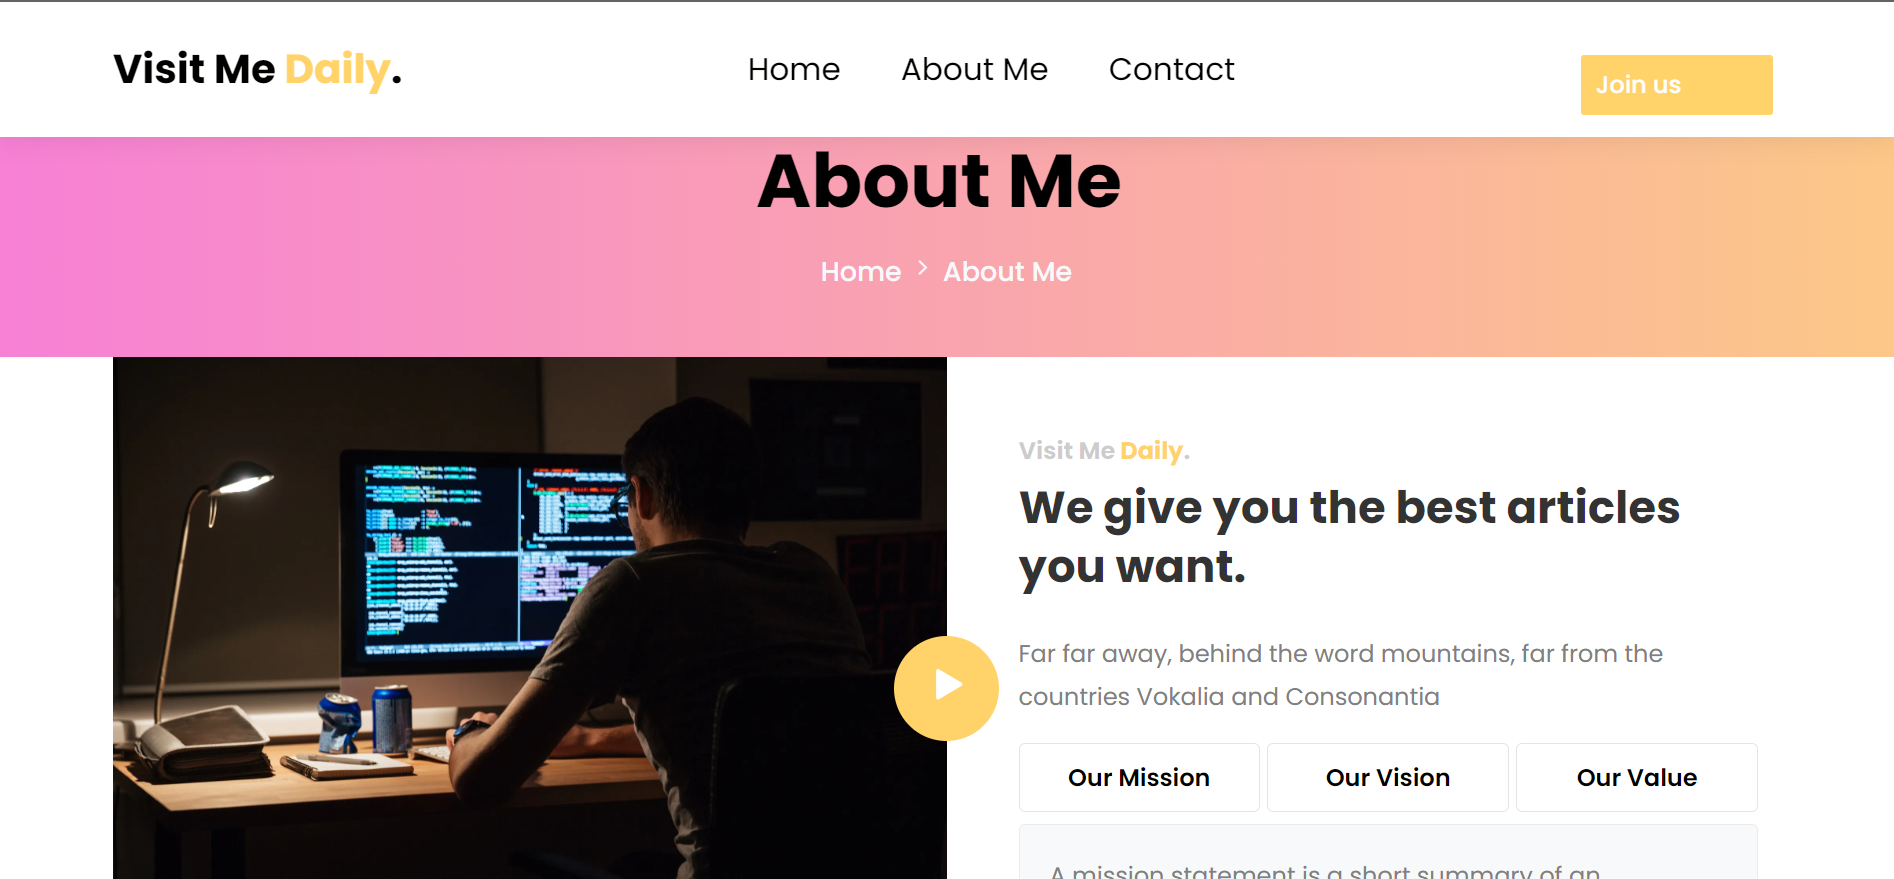 Visit Me Daily.
Home About Me Contact
Join us
About Me
Home > About Me
Visit Me Daily.
We give you the best articles
you want.
Far far away, behind the word mountains, far from the
countries Vokalia and Consonantia
Our Mission Our Vision Our Value
A mission statement is a short summary of an